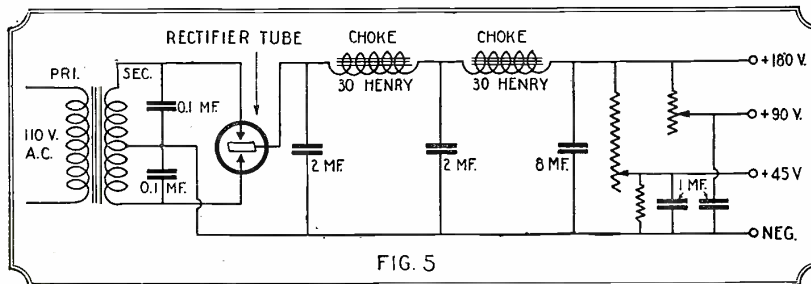 RECTIFIER TUBE
CHOKE
CHOKE
+180 V.
PRI.
SEC.
30 HENRY
30 HENRY
0.1 MF.
+90 V.
110 V.
A.C.
2 MF.
2 MF.
8 MF.
+45 V
0.1 MF.
1 MF.
NEG.
FIG. 5